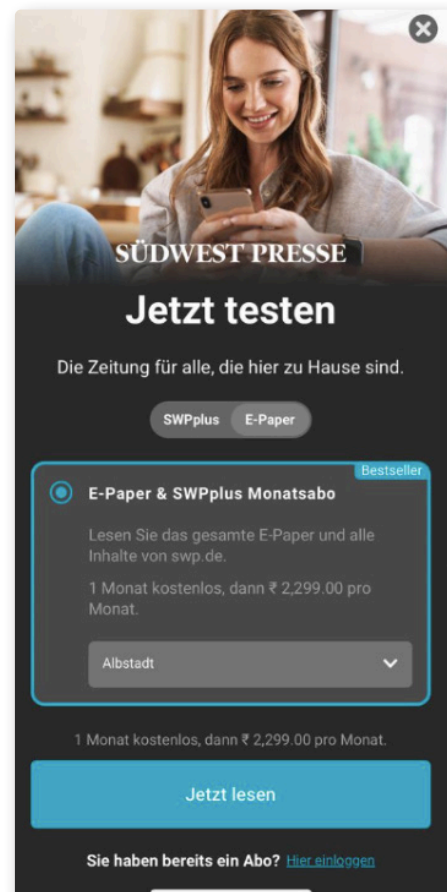 SÜDWEST PRESSE
Jetzt testen
Die Zeitung für alle, die hier zu Hause sind.
SWPplus E-Paper
Bestseller
E-Paper & SWPplus Monatsabo
Lesen Sie das gesamte E-Paper und alle
Inhalte von swp.de.
1 Monat kostenlos, dann ₹ 2,299.00 pro
Monat.
Albstadt
1 Monat kostenlos, dann ₹ 2,299.00 pro Monat.
Jetzt lesen
Sie haben bereits ein Abo? Hier einloggen